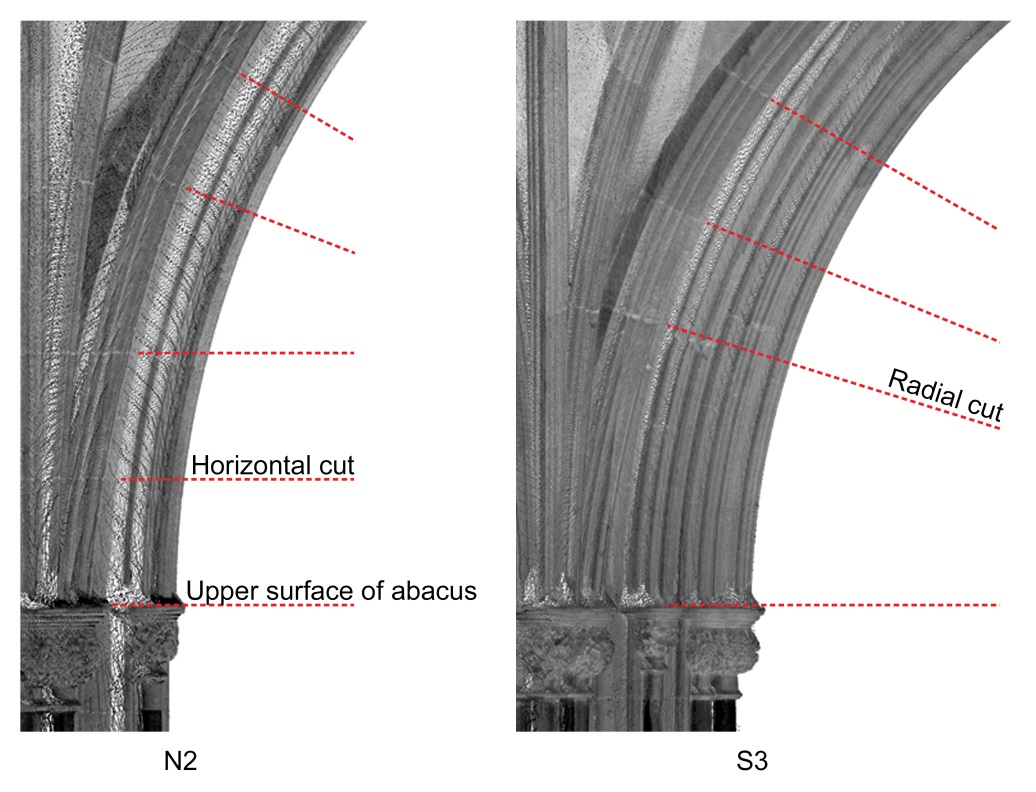 Radial cut
Horizontal cut
Upper surface of abacus
N2
S3